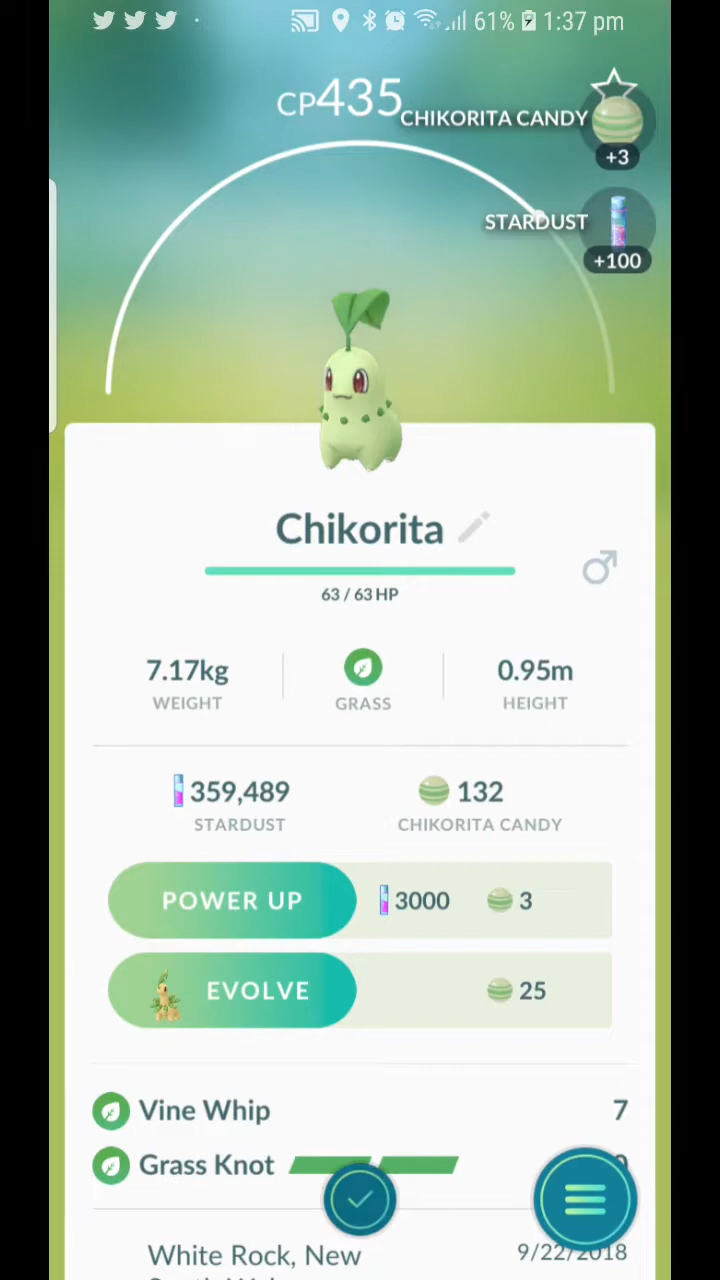 61% 1:37 pm
CP435
CHIKORITA CANDY
+3
STARDUST
+100
Chikorita
63 / 63 HP
7.17kg
WEIGHT
GRASS
0.95m
HEIGHT
359,489
STARDUST
132
CHIKORITA CANDY
POWER UP 3000 3
EVOLVE 25
Vine Whip 7
Grass Knot
White Rock, New 9/22/2018